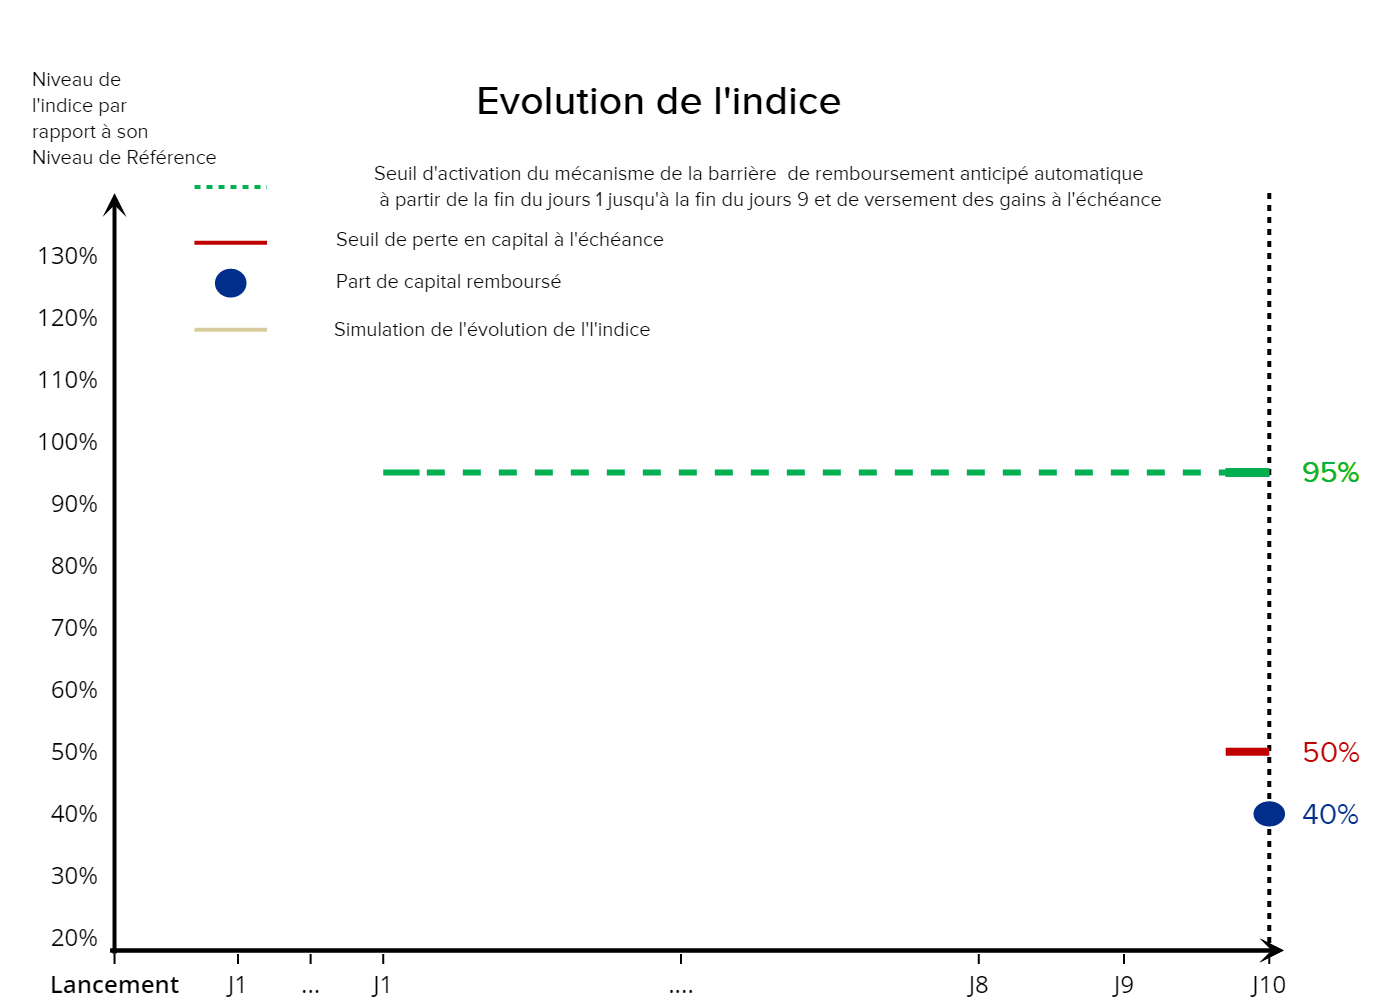 Niveau de
l'indice par
rapport à son
Niveau de Référence
Evolution de l'indice
Seuil d'activation du mécanisme de la barrière  de remboursement anticipé automatique
à partir de la fin du jours 1 jusqu'à la fin du jours 9 et de versement des gains à l'échéance
Seuil de perte en capital à l'échéance
Part de capital remboursé
Simulation de l'évolution de l'l'indice
130%
120%
110%
100%
90%
80%
70%
60%
50%
40%
30%
20%
95%
50%
40%
Lancement J1 ... J1 .... J8 J9 J10